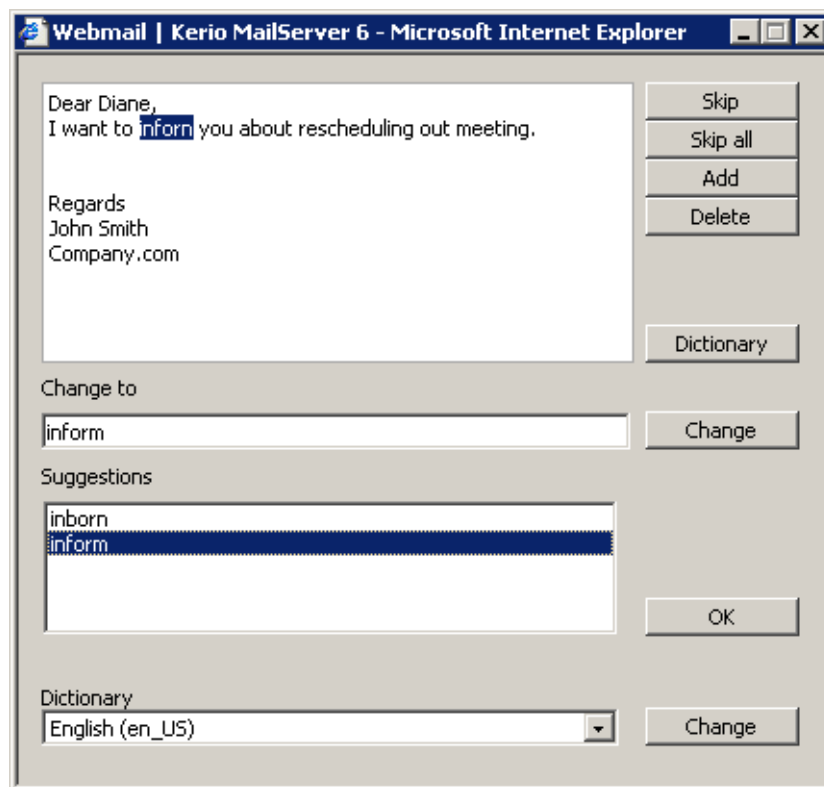 Webmail | Kerio MailServer 6 - Microsoft Internet Explorer
Dear Diane,
I want to inforn you about rescheduling out meeting.
Regards
John Smith
Company.com
Skip
Skip all
Add
Delete
Dictionary
Change to
inform
Change
Suggestions
inborn
inform
OK
Dictionary
English (en_US)
Change